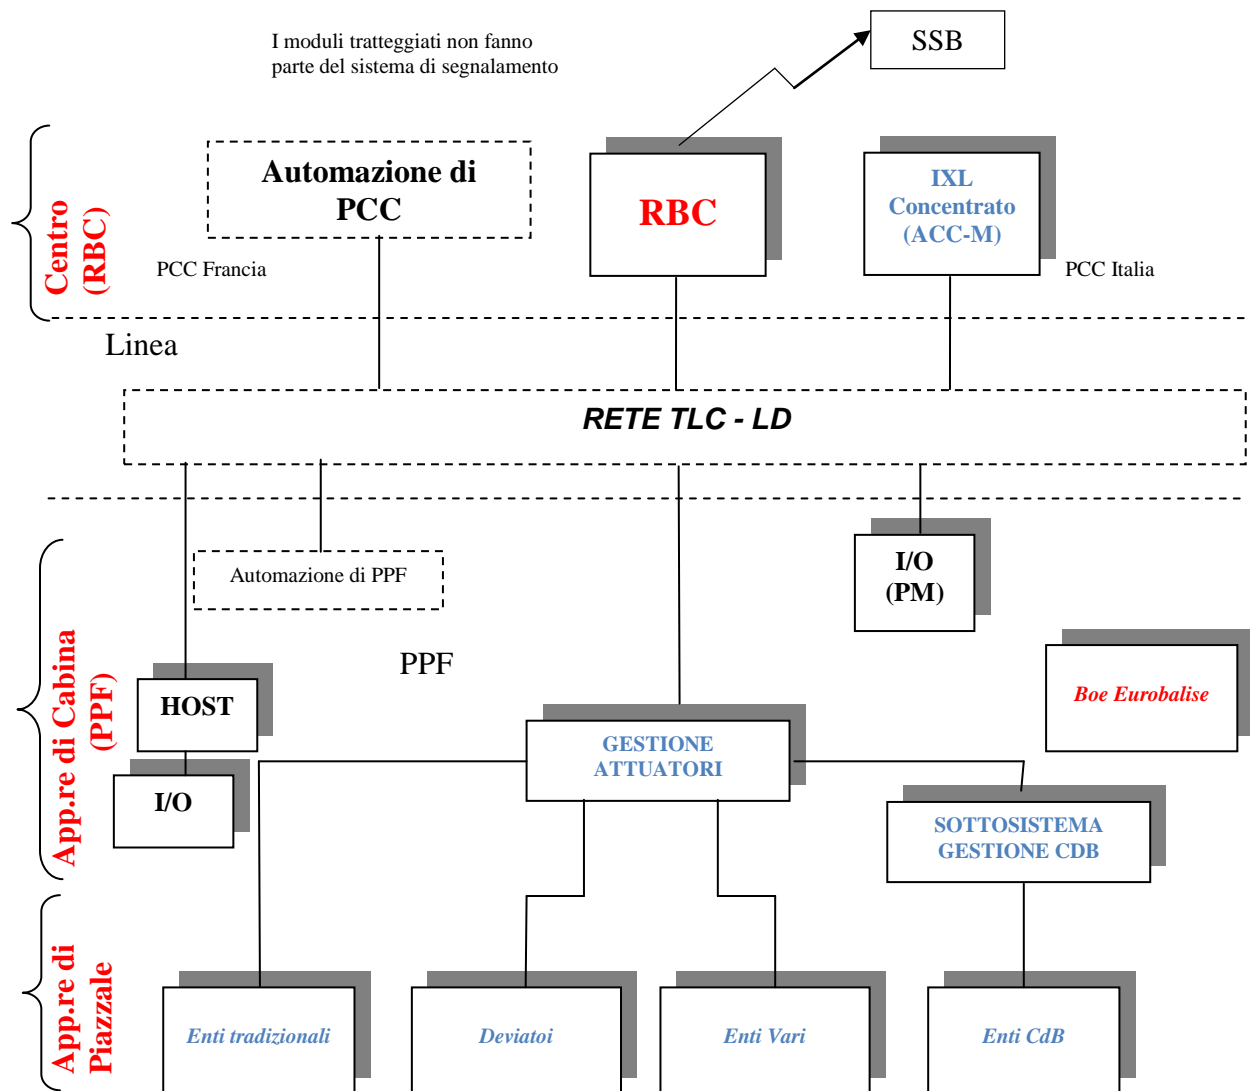 I moduli tratteggiati non fanno
parte del sistema di segnalamento
SSB
Centro
(RBC)
Automazione di
PCC
RBC
IXL
Concentrato
(ACC-M)
PCC Francia
PCC Italia
Linea
RETE TLC - LD
App.re di Cabina
(PPF)
Automazione di PPF
I/O
(PM)
PPF
HOST
I/O
Boe Eurobalise
GESTIONE
ATTUATORI
SOTTOSISTEMA
GESTIONE CDB
App.re di
Piazzale
Enti tradizionali
Deviatoi
Enti Vari
Enti CdB